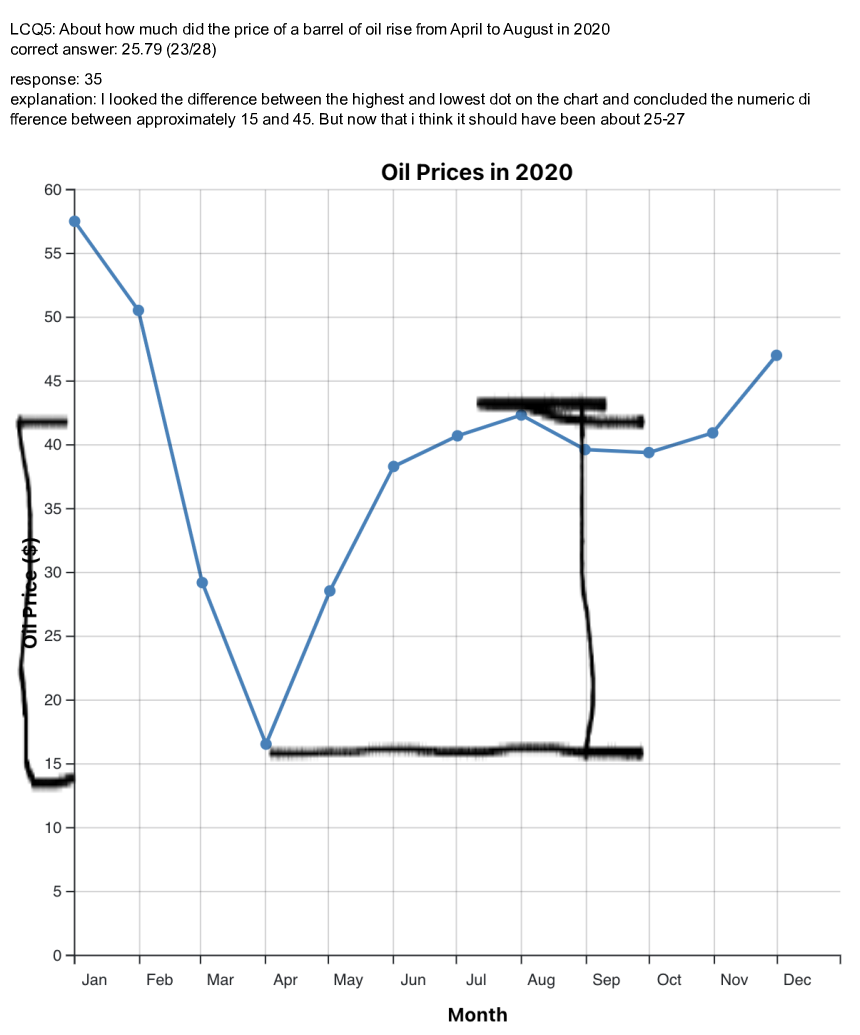 LCQ5: About how much did the price of a barrel of oil rise from April to August in 2020
correct answer: 25.79 (23/28)
response: 35
explanation: I looked the difference between the highest and lowest dot on the chart and concluded the numeric di
fference between approximately 15 and 45. But now that i think it should have been about 25-27
Oil Prices in 2020
60
55
50
45
40
35
30
25
20
15
10
5
0
Oil Price ($)
Jan Feb Mar Apr May Jun Jul Aug Sep Oct Nov Dec
Month